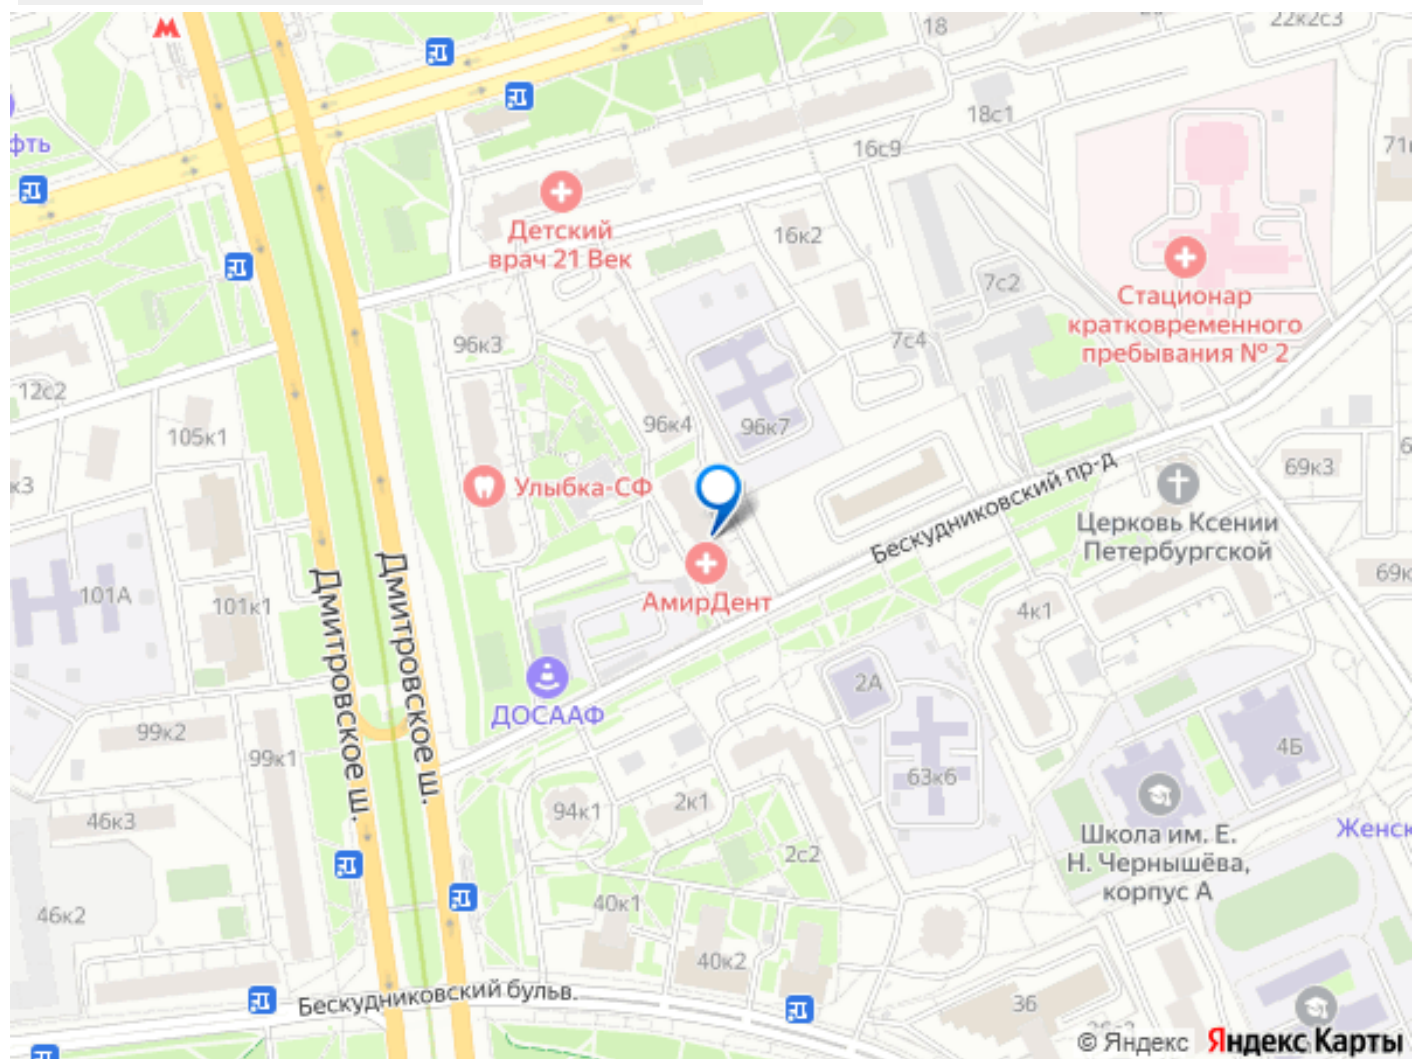 18
22к2с3
18с1
фть
16с9
Детский
врач 21 Век
16к2
7с2
Стационар
кратковременного
пребывания № 2
96к3
7с4
12с2
105к1
96к4
96к7
к3
Улыбка-СФ
69к3
Бескудниковский пр-д
Церковь Ксении
Петербургской
Дмитровское ш.
Дмитровское ш.
101А
101к1
АмирДент
4к1
2А
ДОСААФ
99к2
99к1
4Б
63к6
94к1
2к1
46к3
Школа им. Е.
Н. Чернышёва,
корпус А
Женск
2с2
46к2
40к1
40к2
Бескудниковский бульв.
36
© Яндекс Яндекс Карты